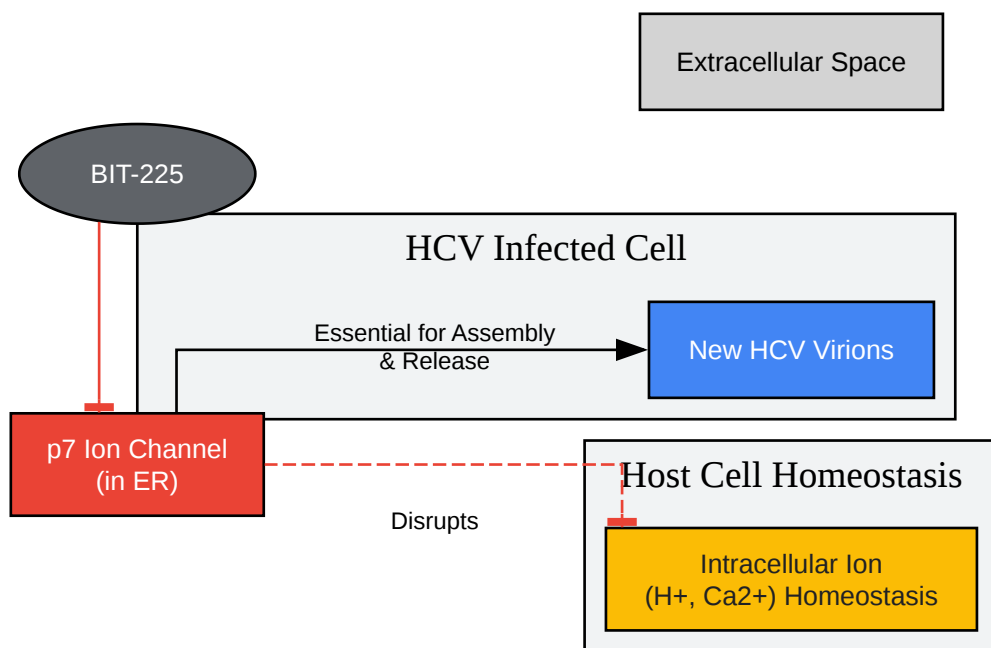 Extracellular Space
BIT-225
HCV Infected Cell
Essential for Assembly
& Release
New HCV Virions
p7 Ion Channel
(in ER)
Disrupts
Host Cell Homeostasis
Intracellular Ion
(H+, Ca2+) Homeostasis